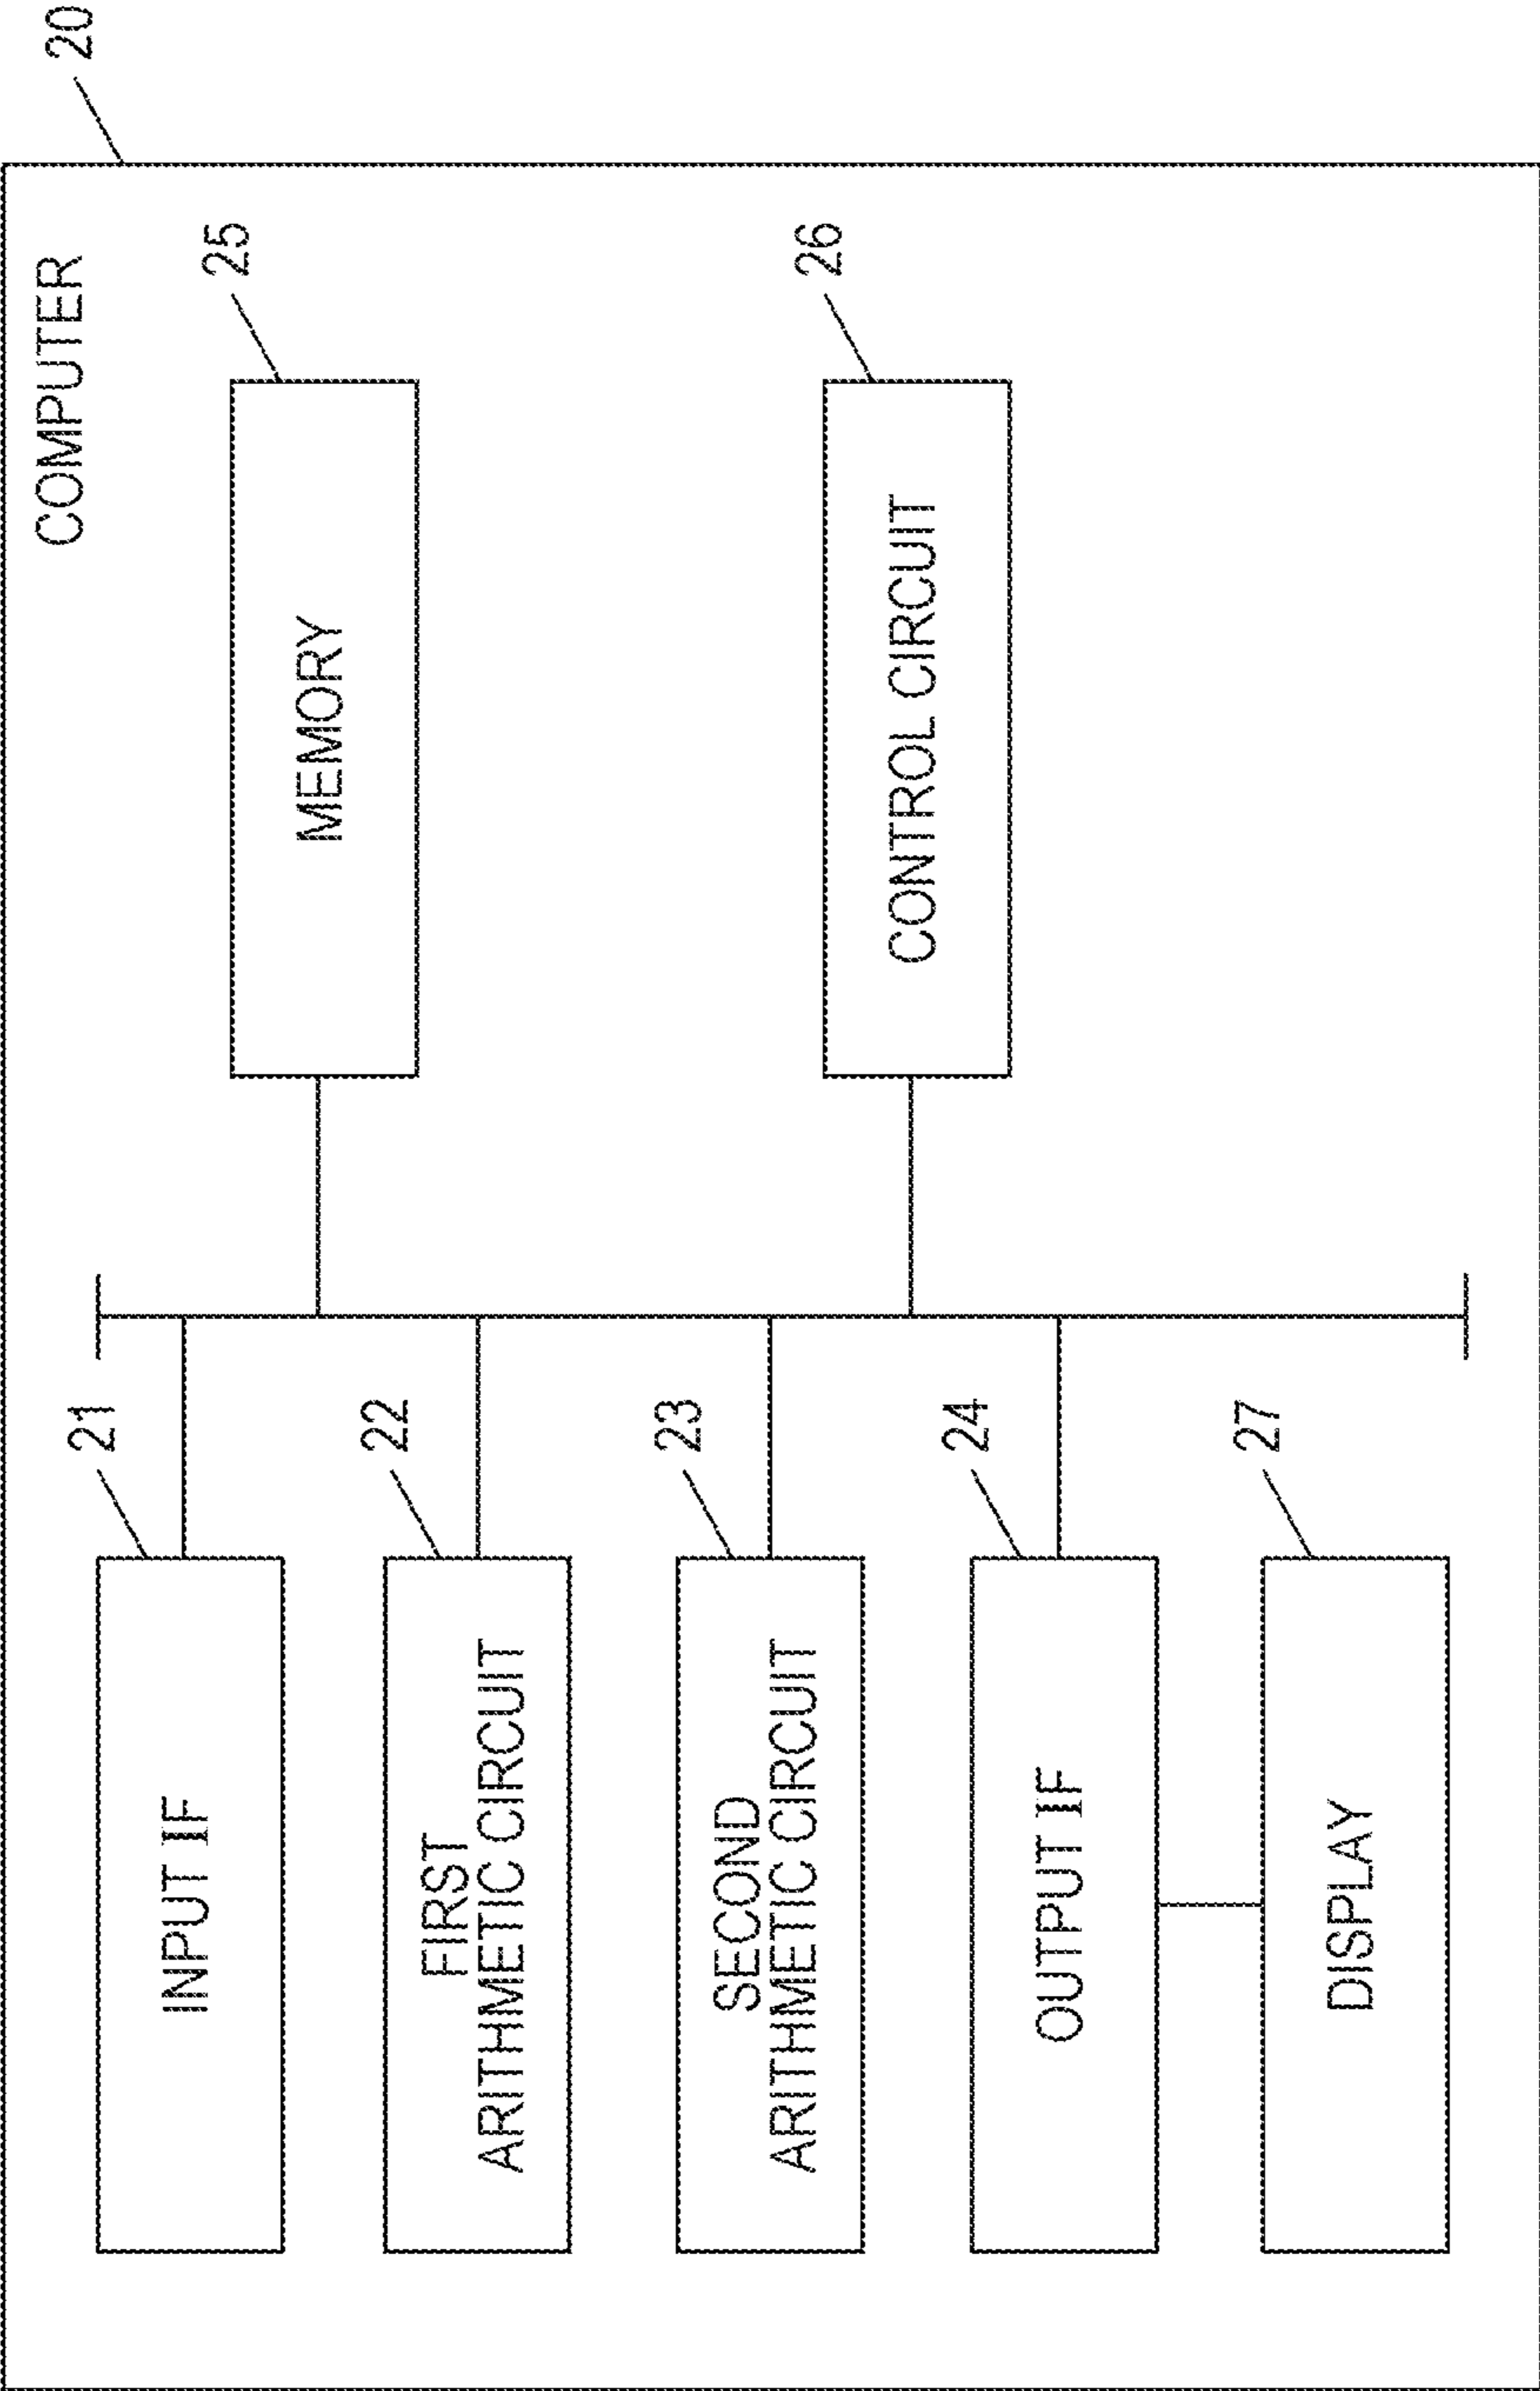 20
COMPUTER
21
INPUT IF
25
MEMORY
22
FIRST
ARITHMETIC CIRCUIT
23
SECOND
ARITHMETIC CIRCUIT
26
CONTROL CIRCUIT
24
OUTPUT IF
27
DISPLAY